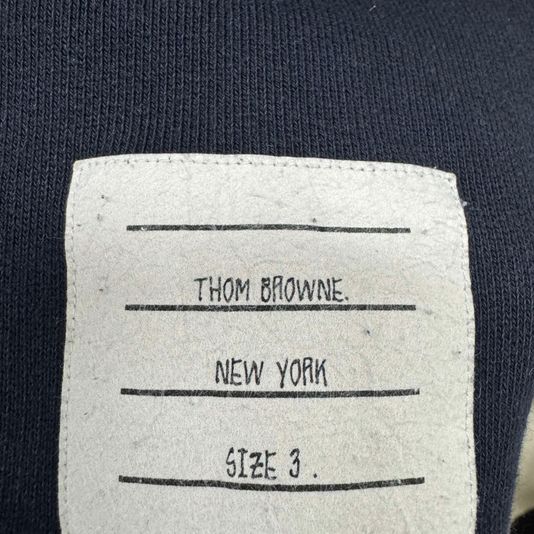 THOM BROWNE.
NEW YORK
SIZE 3 .